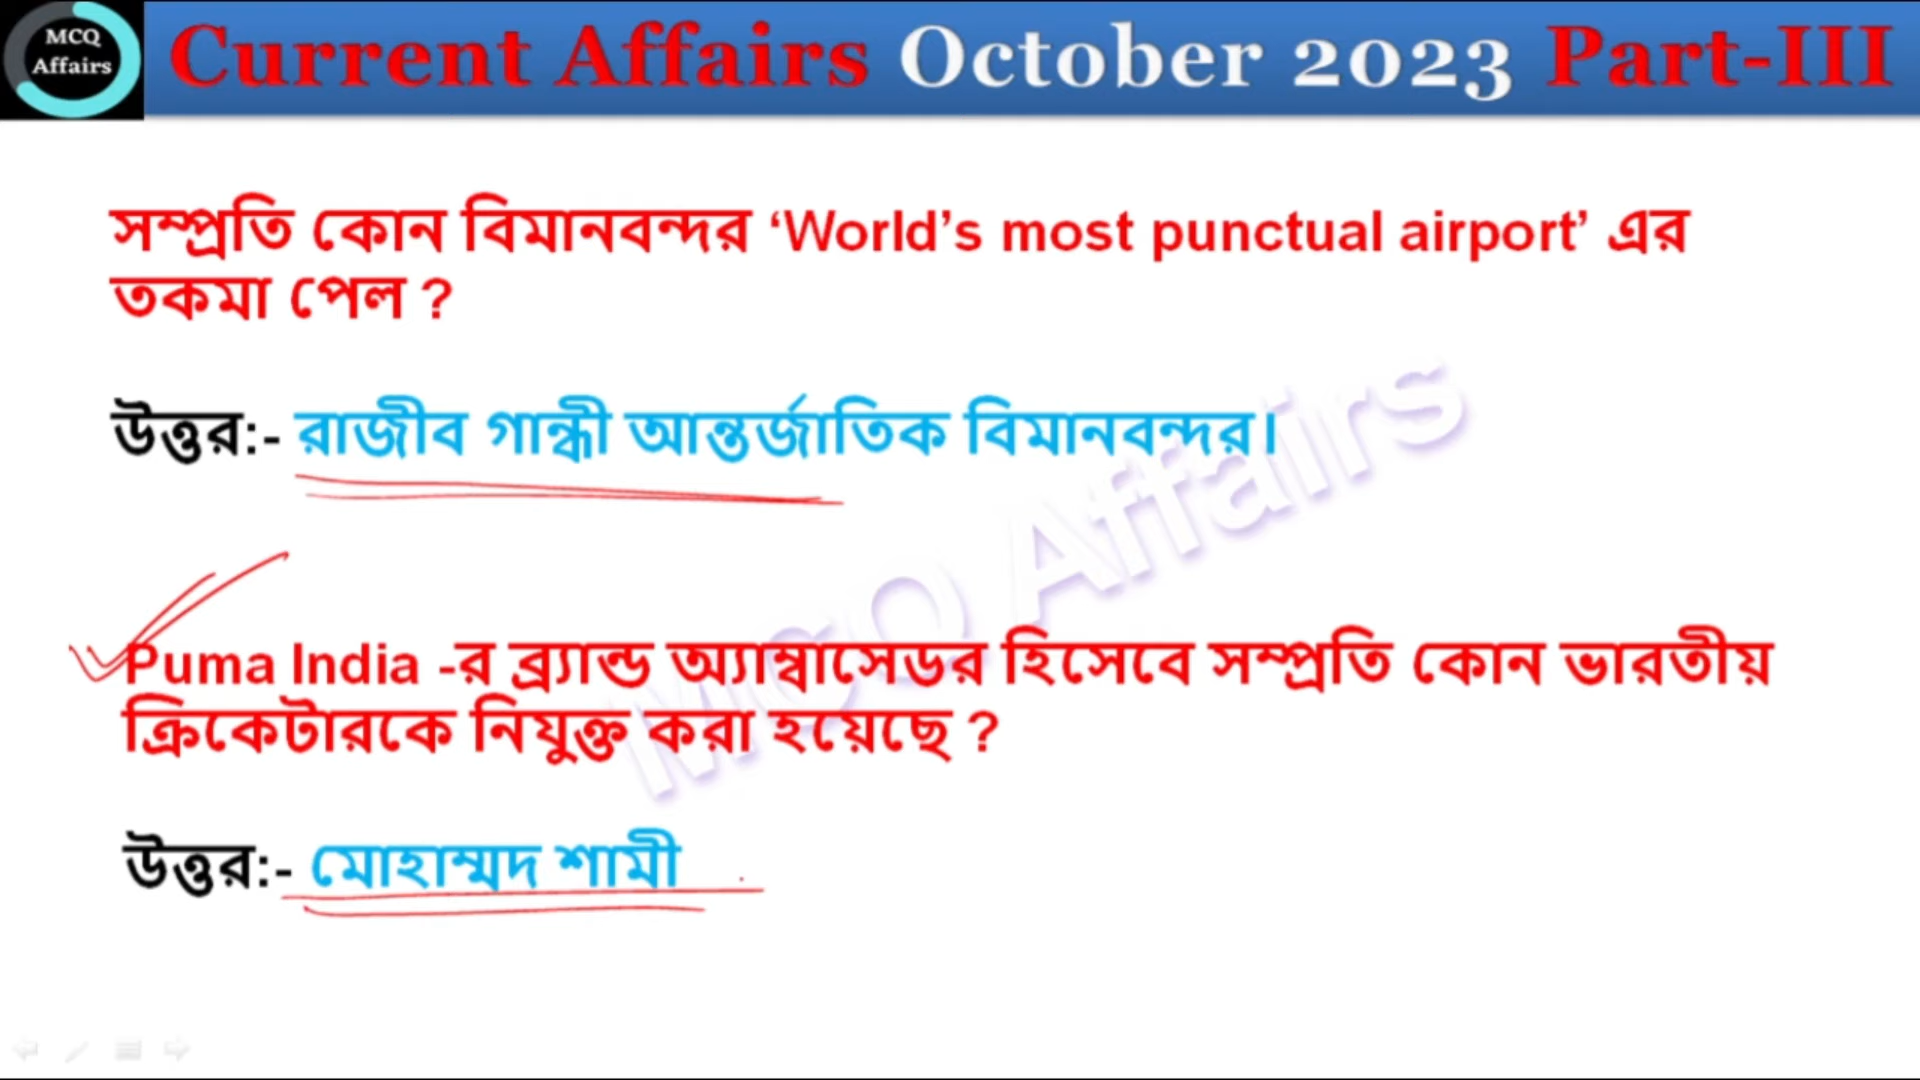 MCQ
Affairs
Current Affairs October 2023 Part-III
সম্প্রতি কোন বিমানবন্দর ‘World’s most punctual airport’ এর
তকমা পেল ?
উত্তর:- রাজীব গান্ধী আন্তর্জাতিক বিমানবন্দর।
MCQ Affairs
Puma India -র ব্র্যান্ড অ্যাম্বাসেডর হিসেবে সম্প্রতি কোন ভারতীয়
ক্রিকেটারকে নিযুক্ত করা হয়েছে ?
উত্তর:- মোহাম্মদ শামী